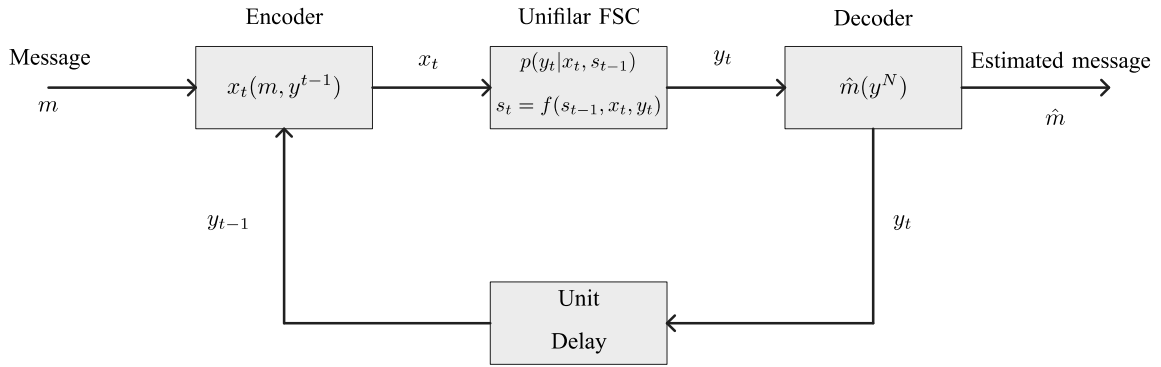 Encoder
Unifilar FSC
Decoder
Message
m
x_t(m, y^{t−1})
x_t
p(y_t|x_t, s_{t−1})
s_t = f(s_{t−1}, x_t, y_t)
y_t
m̂(y^N)
Estimated message
m̂
y_{t−1}
y_t
Unit
Delay